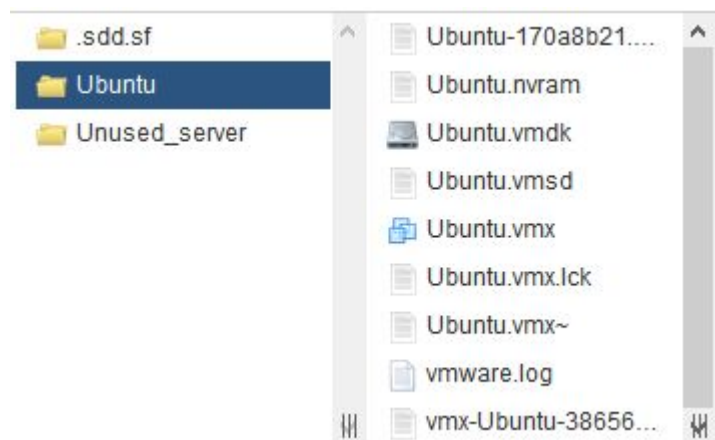 .sdd.sf
Ubuntu
Unused_server
Ubuntu-170a8b21....
Ubuntu.nvram
Ubuntu.vmdk
Ubuntu.vmsd
Ubuntu.vmx
Ubuntu.vmx.lck
Ubuntu.vmx~
vmware.log
vmx-Ubuntu-38656...